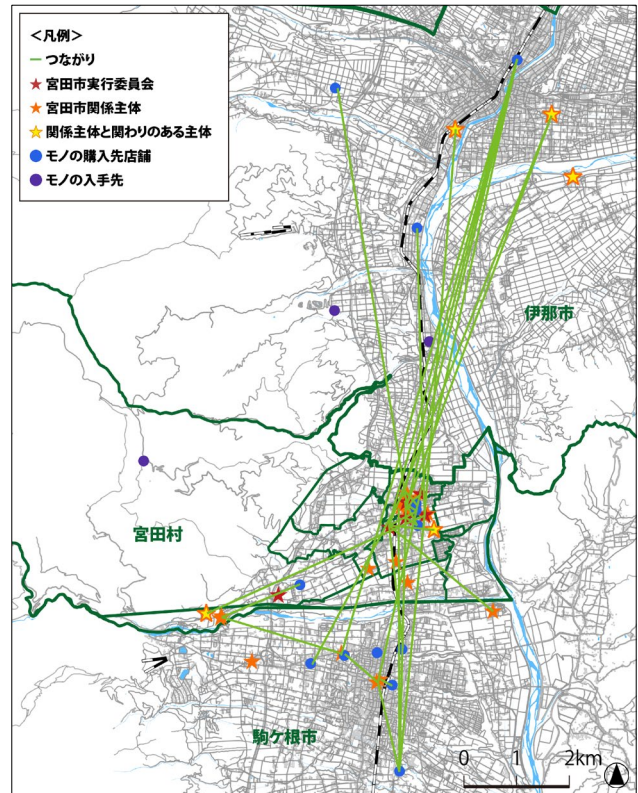 ＜凡例＞
つながり
宮田市実行委員会
宮田市関係主体
関係主体と関わりのある主体
モノの購入先店舗
モノの入手先
伊那市
宮田村
駒ケ根市
0 1 2km